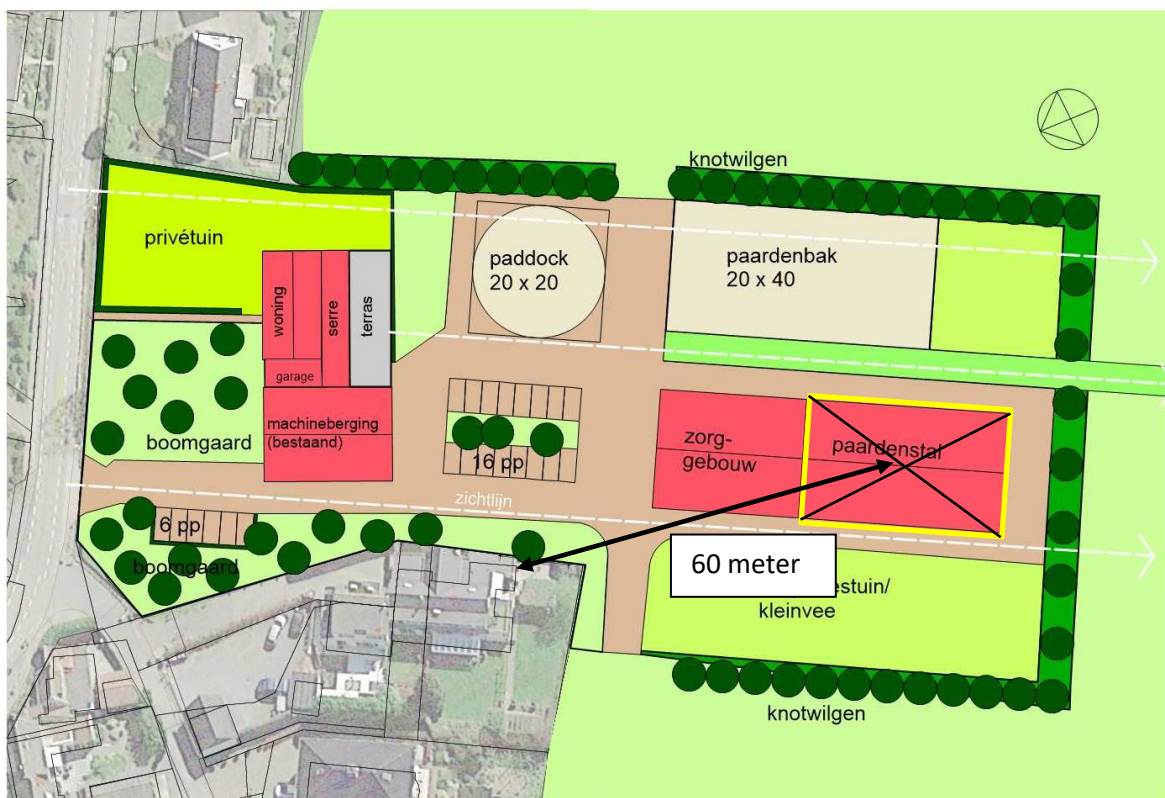 knotwilgen
privétuin
paddock
20 x 20
paardenbak
20 x 40
woning
serre
terras
garage
machineberging
(bestaand)
boomgaard
16 pp
zorg-
gebouw
paardenstal
zichtlijn
6 pp
boomgaard
60 meter
estuin/
kleinvee
knotwilgen